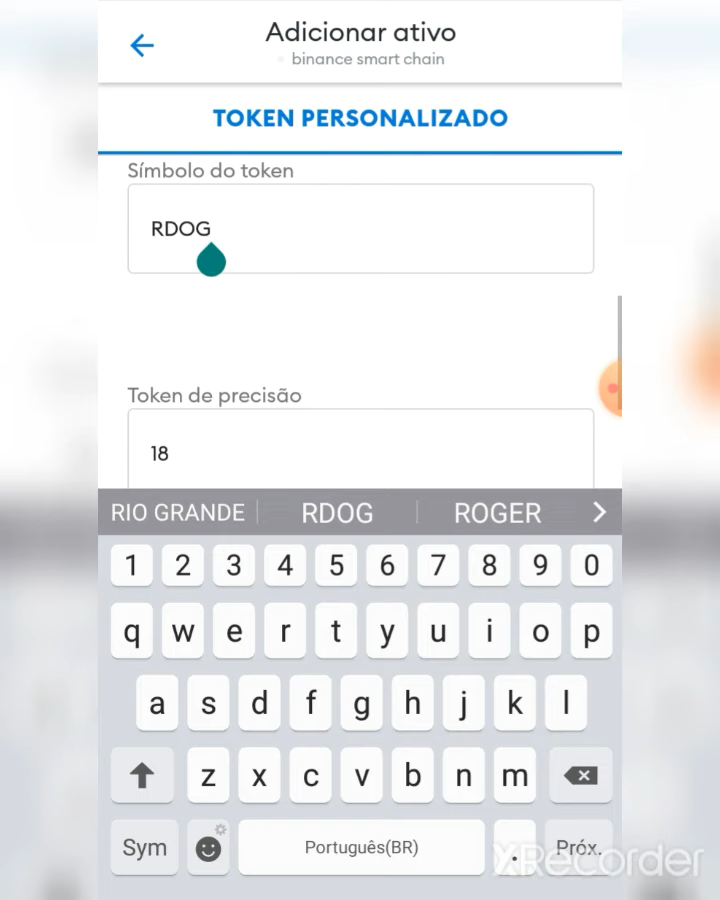 Adicionar ativo
binance smart chain
TOKEN PERSONALIZADO
Símbolo do token
RDOG
Token de precisão
18
RIO GRANDE RDOG ROGER
1 2 3 4 5 6 7 8 9 0
q w e r t y u i o p
a s d f g h j k l
z x c v b n m
Sym Português(BR) . Próx.
XRecorder